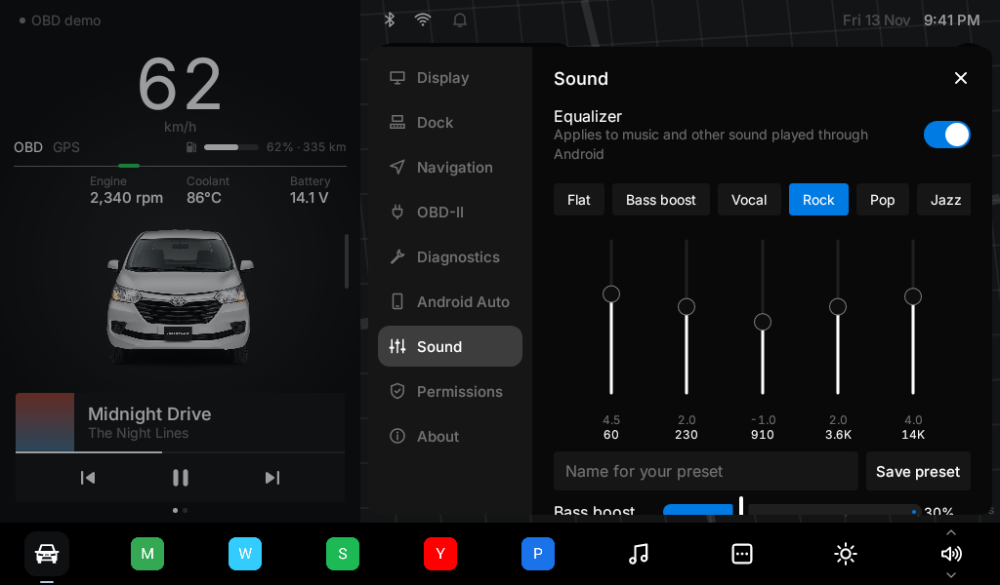 OBD demo
Fri 13 Nov 9:41 PM
62
km/h
OBD GPS
62% · 335 km
Engine Coolant Battery
2,340 rpm 86°C 14.1 V
Midnight Drive
The Night Lines
Display
Dock
Navigation
OBD-II
Diagnostics
Android Auto
Sound
Permissions
About
Sound
Equalizer
Applies to music and other sound played through
Android
Flat Bass boost Vocal Rock Pop Jazz
4.5 2.0 -1.0 2.0 4.0
60 230 910 3.6K 14K
Name for your preset Save preset
Bass boost 30%
M W S Y P